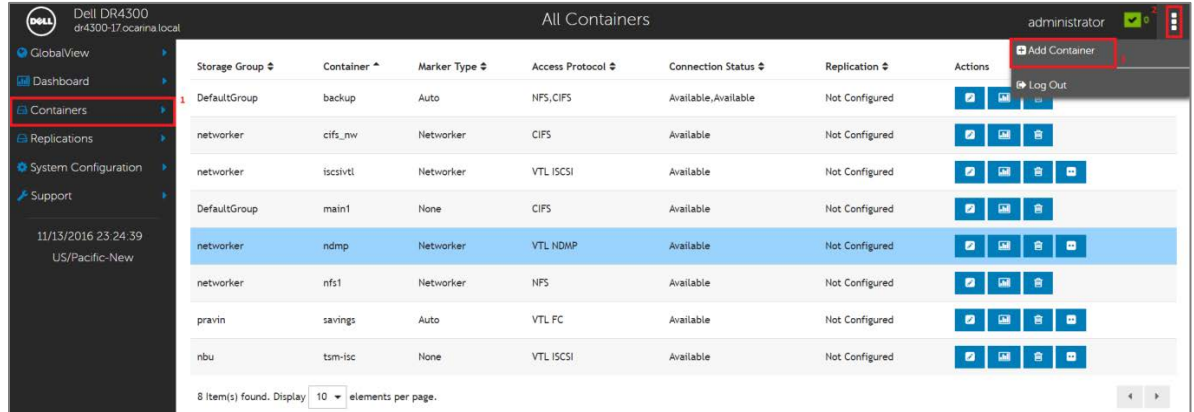 DELL
Dell DR4300
dr4300-17.ocarina.local
All Containers
administrator
0
2
GlobalView
Dashboard
Containers
1
Replications
System Configuration
Support
11/13/2016 23:24:39
US/Pacific-New
Add Container
3
Log Out
Storage Group Container Marker Type Access Protocol Connection Status Replication Actions
DefaultGroup backup Auto NFS,CIFS Available,Available Not Configured
networker cifs_nw Networker CIFS Available Not Configured
networker iscsivtl Networker VTL ISCSI Available Not Configured
DefaultGroup main1 None CIFS Available Not Configured
networker ndmp Networker VTL NDMP Available Not Configured
networker nfs1 Networker NFS Available Not Configured
pravin savings Auto VTL FC Available Not Configured
nbu tsm-isc None VTL ISCSI Available Not Configured
8 Item(s) found. Display 10 elements per page.